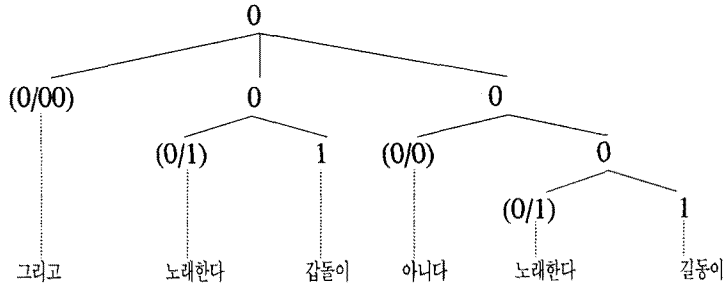 0
(0/00) 0 0
(0/1) 1 (0/0) 0
(0/1) 1
그리고 노래한다 갑돌이 아니다 노래한다 길동이